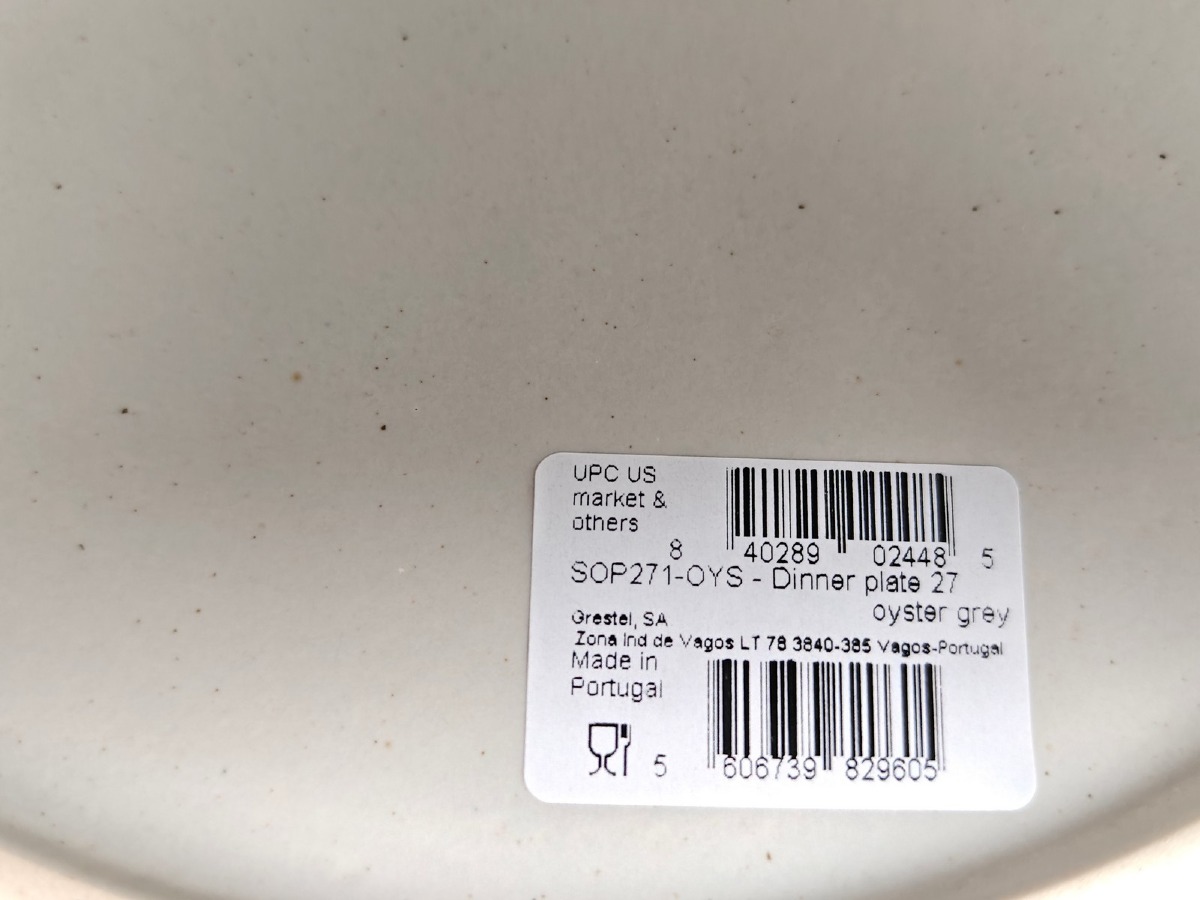 UPC US
market &
others
8 40289 02448 5
SOP271-OYS - Dinner plate 27
oyster grey
Grestel, SA
Zona Ind de Vagos LT 78 3840-385 Vagos-Portugal
Made in
Portugal
5 606739 829605